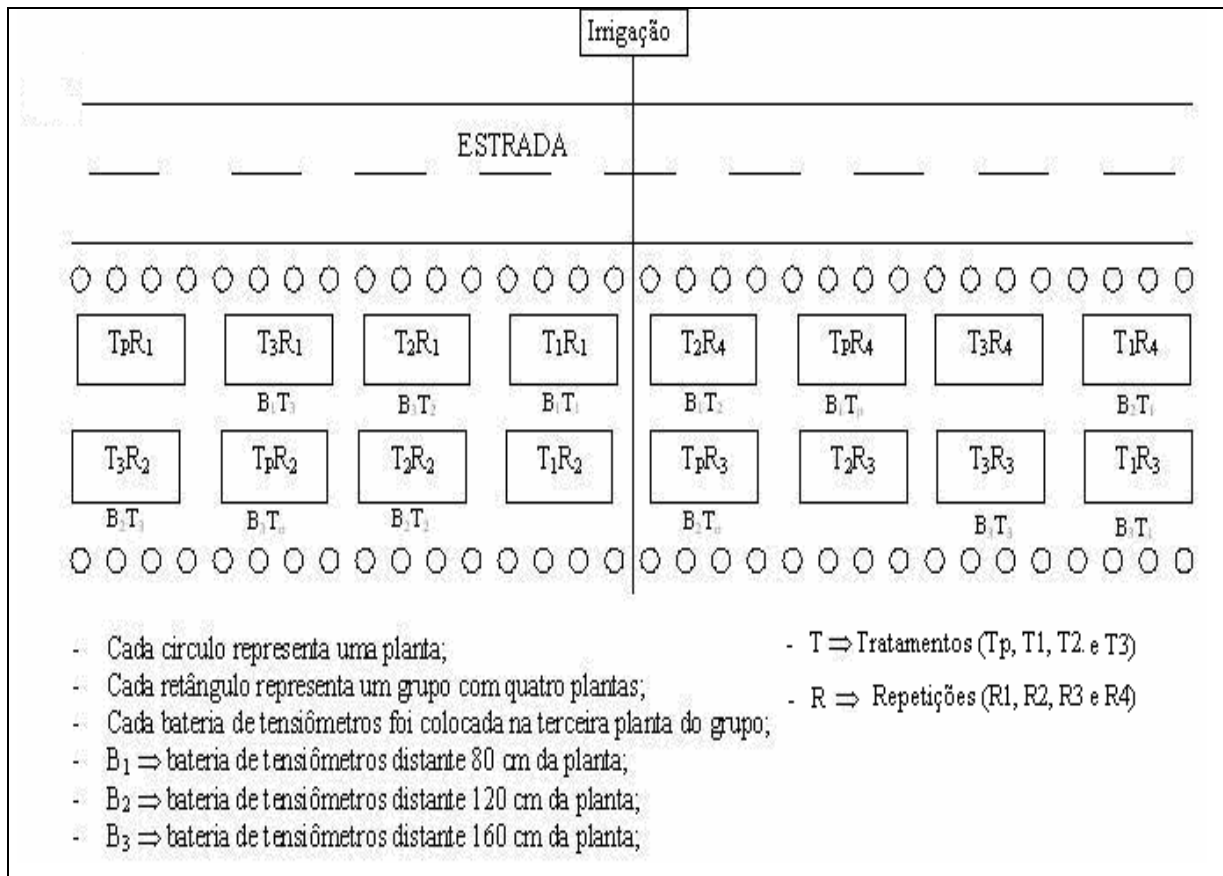 Irrigação
ESTRADA
TpR1 T3R1 T2R1 T1R1 T2R4 TpR4 T3R4 T1R4
B1T3 B3T2 B1T1 B1T2 B1Tp B2T1
T3R2 TpR2 T2R2 T1R2 TpR3 T2R3 T3R3 T1R3
B2T3 B3Tp B2T2 B2Tp B3T3 B3T1
- Cada circulo representa uma planta;
- Cada retângulo representa um grupo com quatro plantas;
- Cada bateria de tensiômetros foi colocada na terceira planta do grupo;
- B1 ⇒ bateria de tensiômetros distante 80 cm da planta;
- B2 ⇒ bateria de tensiômetros distante 120 cm da planta;
- B3 ⇒ bateria de tensiômetros distante 160 cm da planta;
- T ⇒ Tratamentos (Tp, T1, T2. e T3)
- R ⇒ Repetições (R1, R2, R3 e R4)